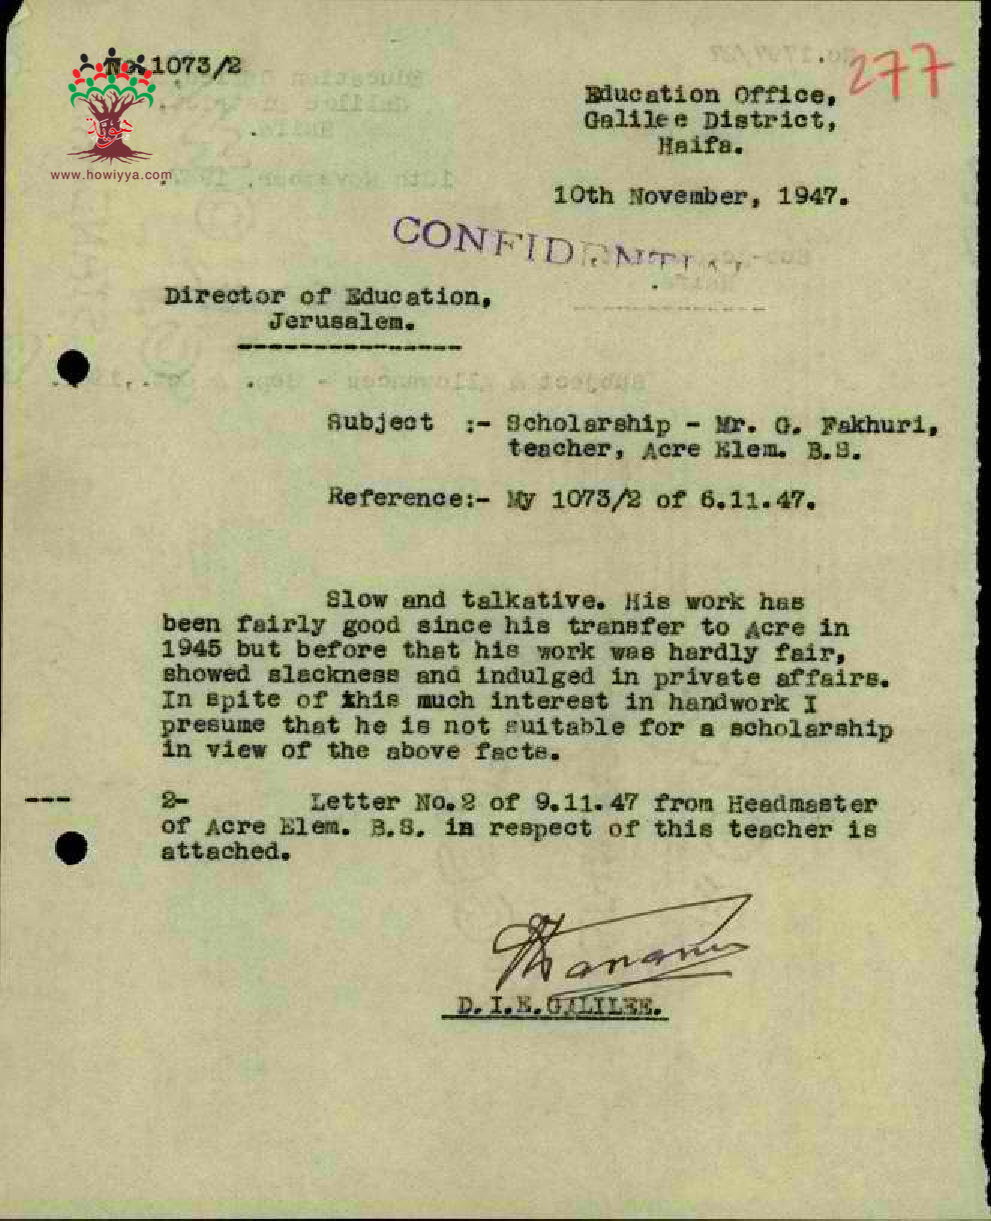 No. 1073/2
277
www.howiyya.com
Education Office,
Galilee District,
Haifa.
10th November, 1947.
CONFIDENTIAL
Director of Education,
Jerusalem.
Subject :- Scholarship - Mr. G. Fakhuri,
teacher, Acre Elem. B.S.
Reference:- My 1073/2 of 6.11.47.
Slow and talkative. His work has
been fairly good since his transfer to Acre in
1945 but before that his work was hardly fair,
showed slackness and indulged in private affairs.
In spite of this much interest in handwork I
presume that he is not suitable for a scholarship
in view of the above facts.
2- Letter No.2 of 9.11.47 from Headmaster
of Acre Elem. B.S. in respect of this teacher is
attached.
D.I.E.GALILEE.